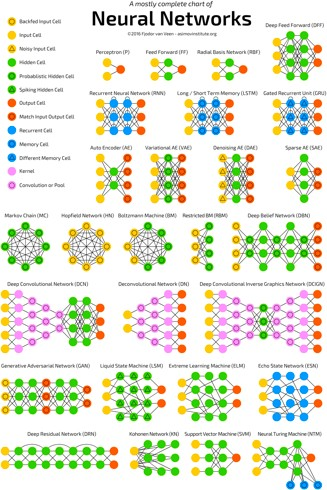 A mostly complete chart of
Neural Networks
©2016 Fjodor van Veen - asimovinstitute.org
Backfed Input Cell
Input Cell
Noisy Input Cell
Hidden Cell
Probablistic Hidden Cell
Spiking Hidden Cell
Output Cell
Match Input Output Cell
Recurrent Cell
Memory Cell
Different Memory Cell
Kernel
Convolution or Pool
Deep Feed Forward (DFF)
Perceptron (P)
Feed Forward (FF)
Radial Basis Network (RBF)
Recurrent Neural Network (RNN)
Long / Short Term Memory (LSTM)
Gated Recurrent Unit (GRU)
Auto Encoder (AE)
Variational AE (VAE)
Denoising AE (DAE)
Sparse AE (SAE)
Markov Chain (MC)
Hopfield Network (HN)
Boltzmann Machine (BM)
Restricted BM (RBM)
Deep Belief Network (DBN)
Deep Convolutional Network (DCN)
Deconvolutional Network (DN)
Deep Convolutional Inverse Graphics Network (DCIGN)
Generative Adversarial Network (GAN)
Liquid State Machine (LSM)
Extreme Learning Machine (ELM)
Echo State Network (ESN)
Deep Residual Network (DRN)
Kohonen Network (KN)
Support Vector Machine (SVM)
Neural Turing Machine (NTM)